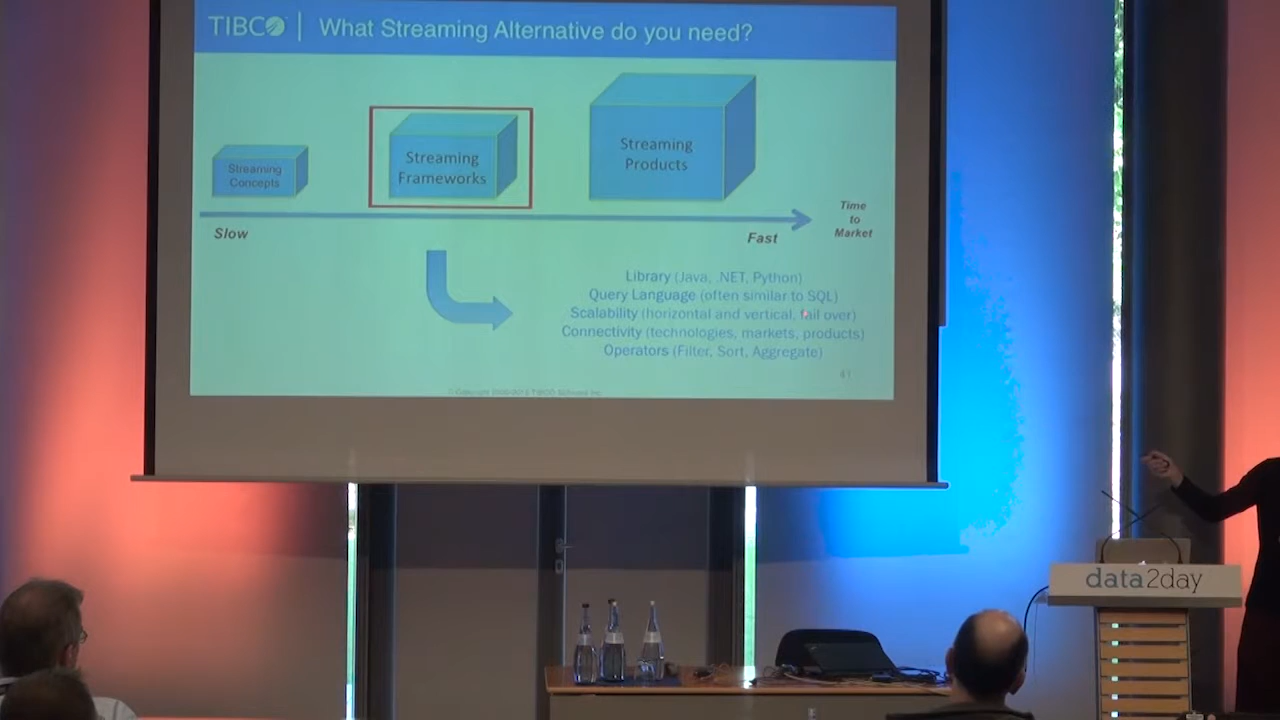 TIBCO | What Streaming Alternative do you need?
Streaming
Concepts
Streaming
Frameworks
Streaming
Products
Slow
Fast
Time
to
Market
Library (Java, .NET, Python)
Query Language (often similar to SQL)
Scalability (horizontal and vertical, fail over)
Connectivity (technologies, markets, products)
Operators (Filter, Sort, Aggregate)
data2day